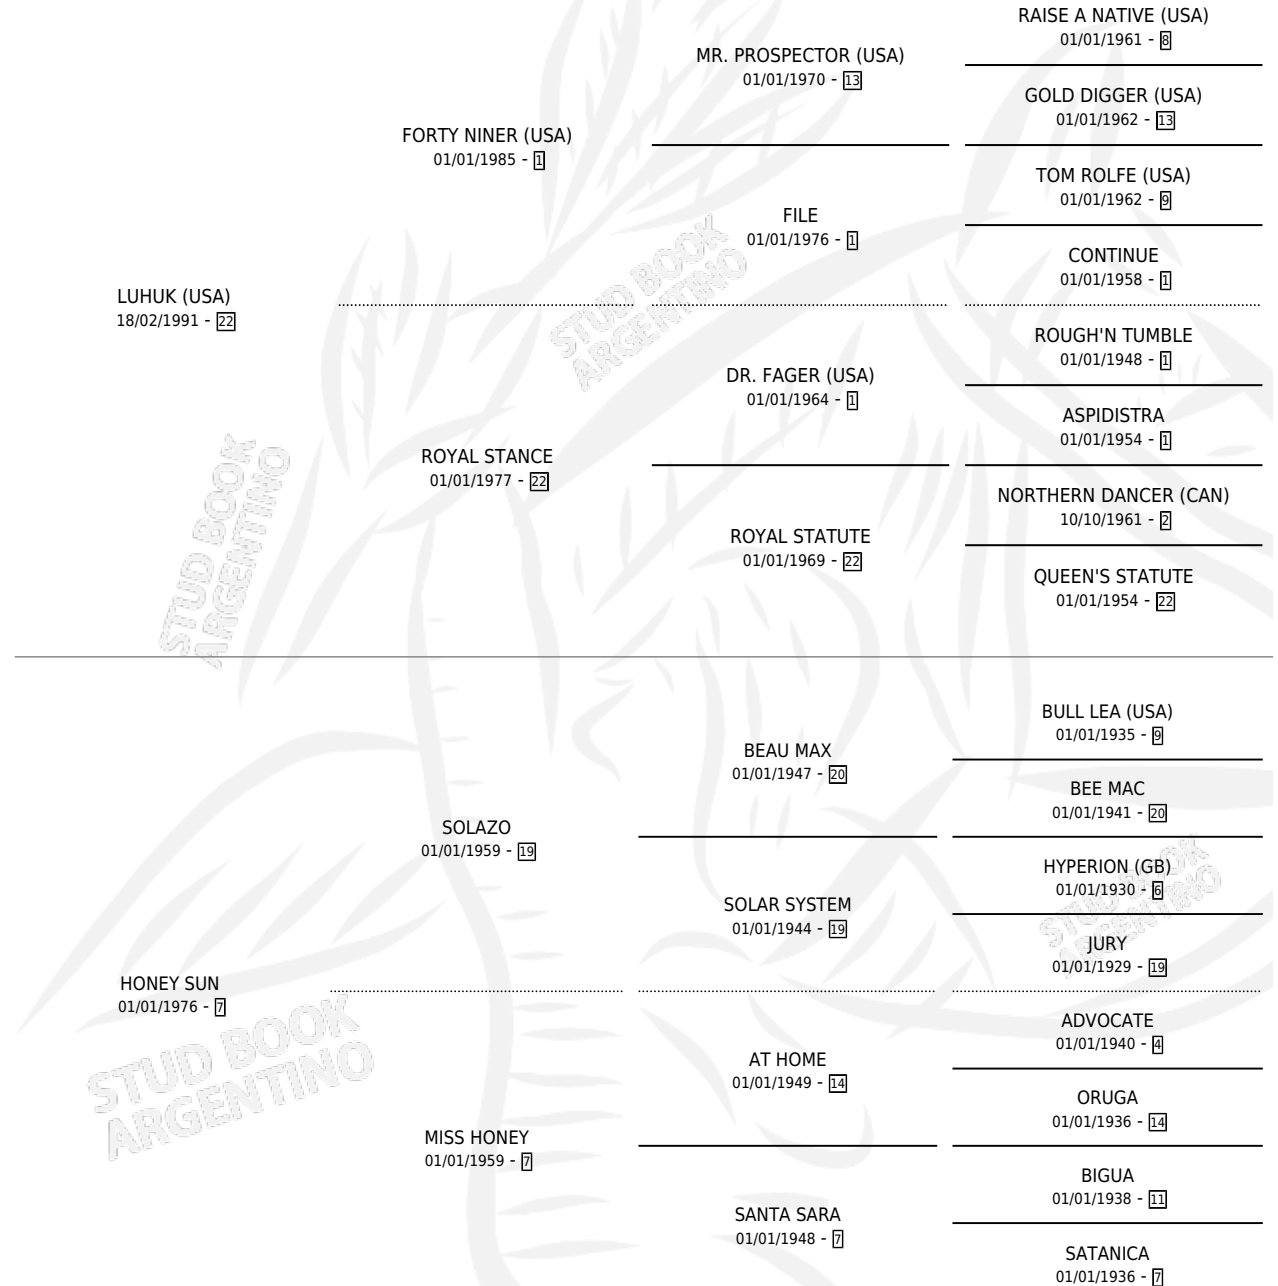 RAISE A NATIVE (USA)
01/01/1961 - 8
MR. PROSPECTOR (USA)
01/01/1970 - 13
GOLD DIGGER (USA)
01/01/1962 - 13
FORTY NINER (USA)
01/01/1985 - 1
TOM ROLFE (USA)
01/01/1962 - 9
FILE
01/01/1976 - 1
CONTINUE
01/01/1958 - 1
LUHUK (USA)
18/02/1991 - 22
ROUGH'N TUMBLE
01/01/1948 - 1
DR. FAGER (USA)
01/01/1964 - 1
ASPIDISTRA
01/01/1954 - 1
ROYAL STANCE
01/01/1977 - 22
NORTHERN DANCER (CAN)
10/10/1961 - 2
ROYAL STATUTE
01/01/1969 - 22
QUEEN'S STATUTE
01/01/1954 - 22
BULL LEA (USA)
01/01/1935 - 9
BEAU MAX
01/01/1947 - 20
BEE MAC
01/01/1941 - 20
SOLAZO
01/01/1959 - 19
HYPERION (GB)
01/01/1930 - 6
SOLAR SYSTEM
01/01/1944 - 19
JURY
01/01/1929 - 19
HONEY SUN
01/01/1976 - 7
ADVOCATE
01/01/1940 - 4
AT HOME
01/01/1949 - 14
ORUGA
01/01/1936 - 14
MISS HONEY
01/01/1959 - 7
BIGUA
01/01/1938 - 11
SANTA SARA
01/01/1948 - 7
SATANICA
01/01/1936 - 7
STUD BOOK
ARGENTINO
STUD BOOK
ARGENTINO
STUD BOOK
ARGENTINO
STUD BOOK
ARGENTINO